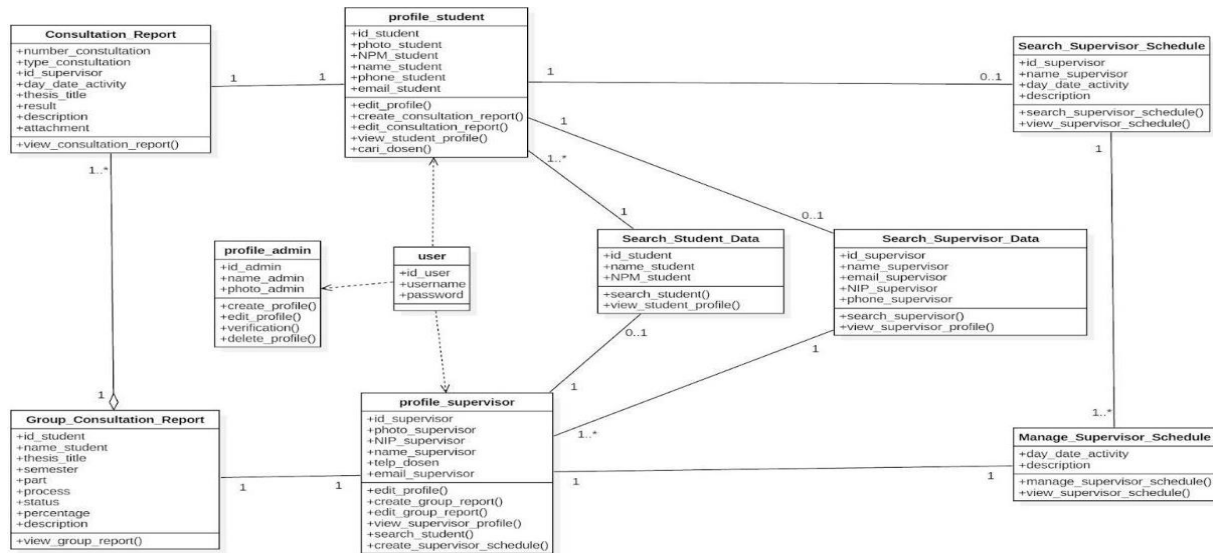 Consultation_Report
+number_constultation
+type_constultation
+id_supervisor
+day_date_activity
+thesis_title
+result
+description
+attachment
+view_consultation_report()
profile_student
+id_student
+photo_student
+NPM_student
+name_student
+phone_student
+email_student
+edit_profile()
+create_consultation_report()
+edit_consultation_report()
+view_student_profile()
+cari_dosen()
Search_Supervisor_Schedule
+id_supervisor
+name_supervisor
+day_date_activity
+description
+search_supervisor_schedule()
+view_supervisor_schedule()
1
1
1
0..1
1
1..*
1..*
1
1
0..1
profile_admin
+id_admin
+name_admin
+photo_admin
+create_profile()
+edit_profile()
+verification()
+delete_profile()
user
+id_user
+username
+password
Search_Student_Data
+id_student
+name_student
+NPM_student
+search_student()
+view_student_profile()
Search_Supervisor_Data
+id_supervisor
+name_supervisor
+email_supervisor
+NIP_supervisor
+phone_supervisor
+search_supervisor()
+view_supervisor_profile()
0..1
1
1
1
1..*
1..*
Group_Consultation_Report
+id_student
+name_student
+thesis_title
+semester
+part
+process
+status
+percentage
+description
+view_group_report()
profile_supervisor
+id_supervisor
+photo_supervisor
+NIP_supervisor
+name_supervisor
+telp_dosen
+email_supervisor
+edit_profile()
+create_group_report()
+edit_group_report()
+view_supervisor_profile()
+search_student()
+create_supervisor_schedule()
Manage_Supervisor_Schedule
+day_date_activity
+description
+manage_supervisor_schedule()
+view_supervisor_schedule()
1
1
1
1